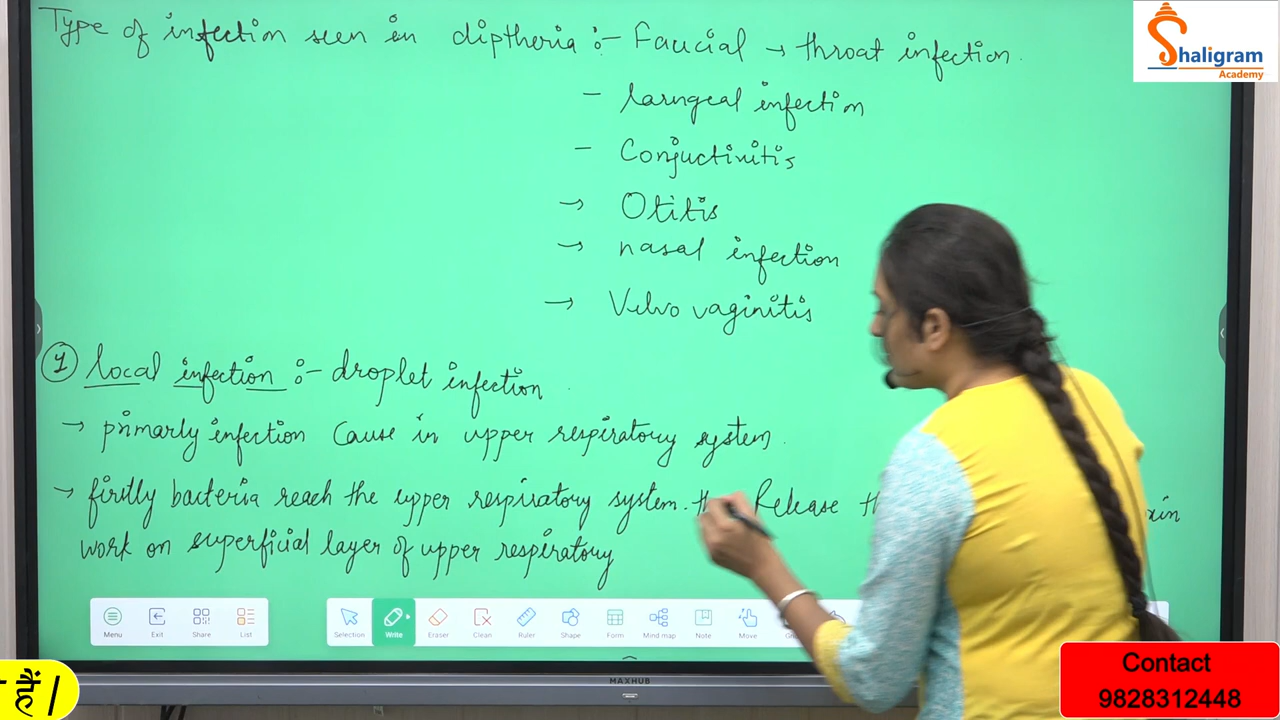 Type of infection seen in diptheria :- Faucial → throat infection.
- laryngeal infection
- Conjuctivitis
→ Otitis
→ nasal infection
→ Vulvo vaginitis
① local infection :- droplet infection
→ primarly infection Cause in upper respiratory system.
→ firstly bacteria reach the upper respiratory system. Release
work on superficial layer of upper respiratory
Shaligram
Academy
Menu Exit Share List
Selection Write Eraser Clean Ruler Shape Form Mind map Note Move
MAXHUB
हैं /
Contact
9828312448